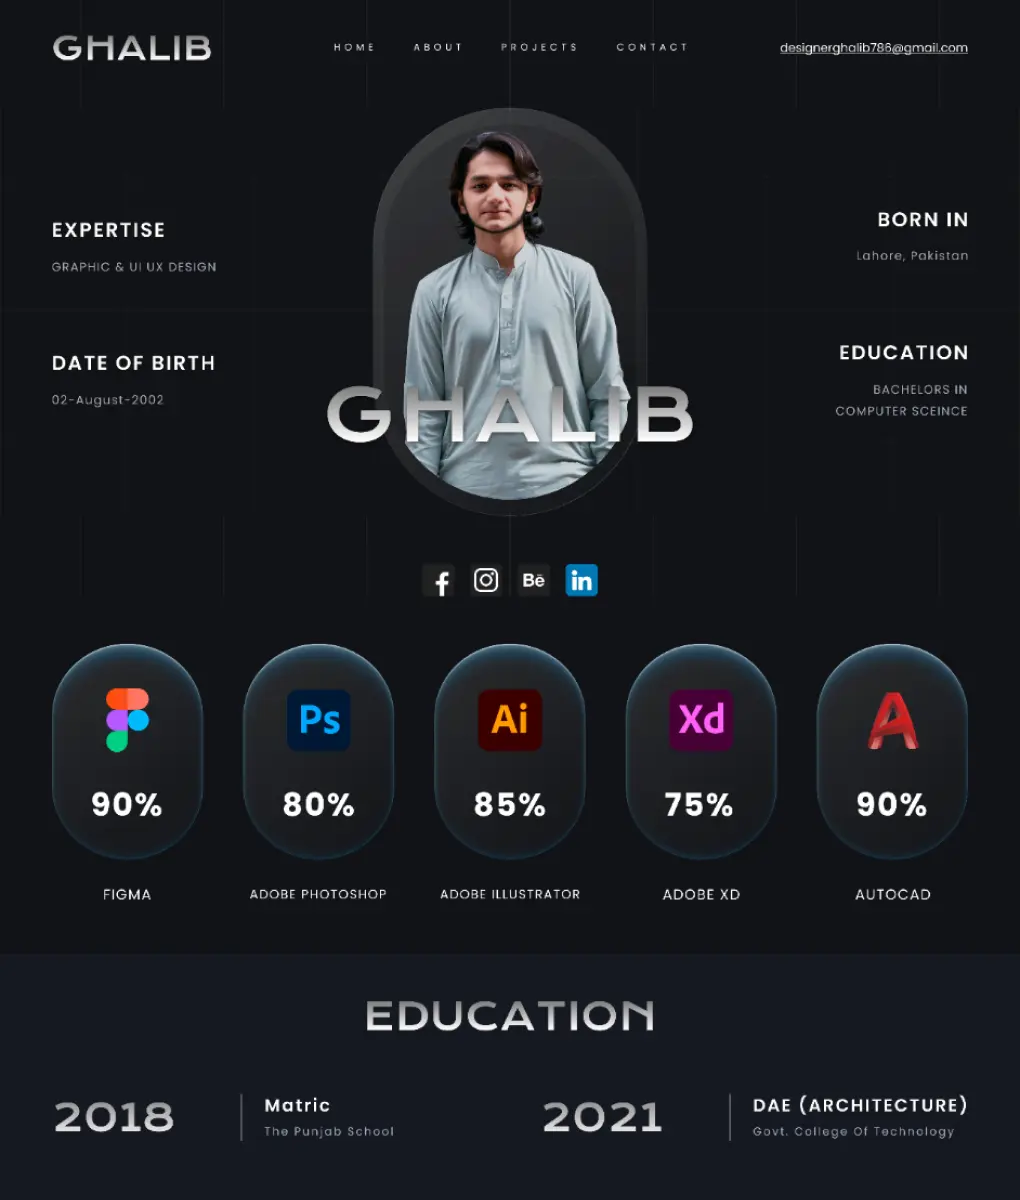 GHALIB
HOME ABOUT PROJECTS CONTACT
designerghalib786@gmail.com
EXPERTISE
GRAPHIC & UI UX DESIGN
DATE OF BIRTH
02-August-2002
BORN IN
Lahore, Pakistan
EDUCATION
BACHELORS IN
COMPUTER SCEINCE
GHALIB
f Bē in
Ps Ai Xd A
90% 80% 85% 75% 90%
FIGMA ADOBE PHOTOSHOP ADOBE ILLUSTRATOR ADOBE XD AUTOCAD
EDUCATION
2018
Matric
The Punjab School
2021
DAE (ARCHITECTURE)
Govt. College Of Technology